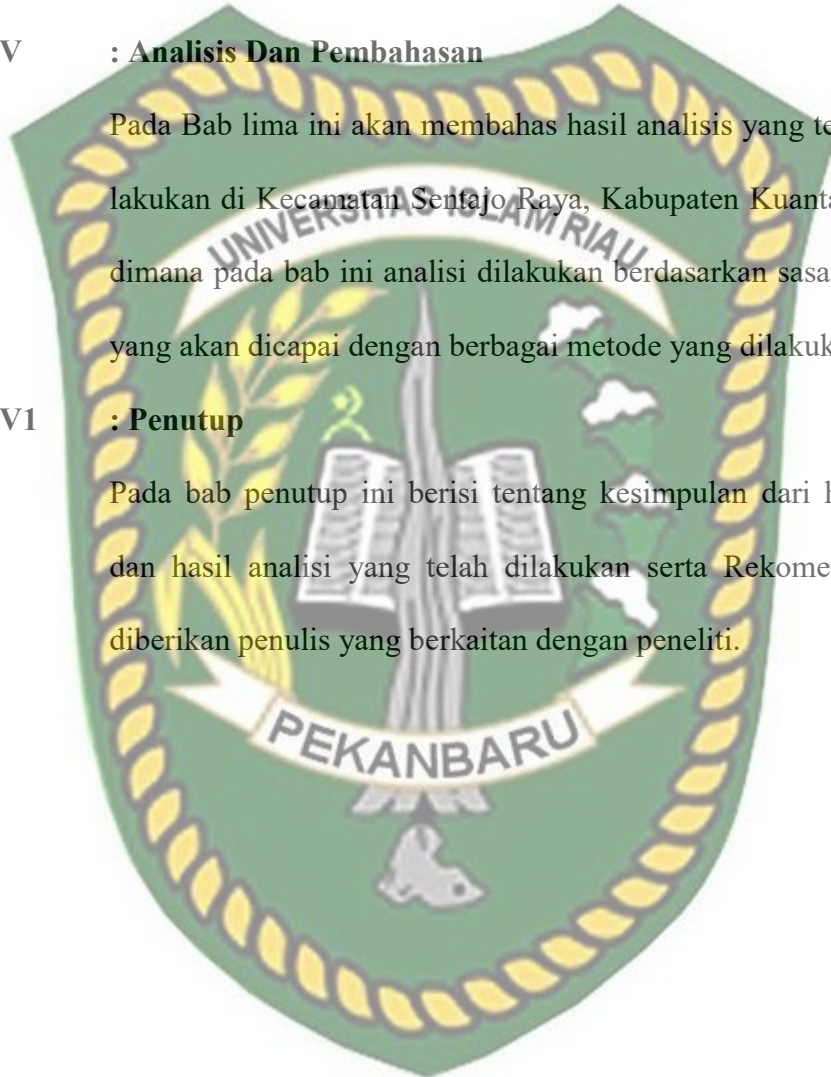 V : Analisis Dan Pembahasan
Pada Bab lima ini akan membahas hasil analisis yang te
lakukan di Kecamatan Sentajo Raya, Kabupaten Kuanta
dimana pada bab ini analisi dilakukan berdasarkan sasa
yang akan dicapai dengan berbagai metode yang dilakuk
V1 : Penutup
Pada bab penutup ini berisi tentang kesimpulan dari h
dan hasil analisi yang telah dilakukan serta Rekome
diberikan penulis yang berkaitan dengan peneliti.
UNIVERSITAS ISLAM RIAU
PEKANBARU